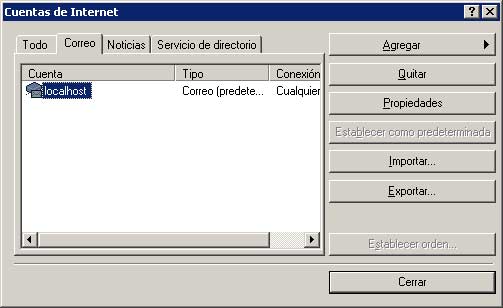 Cuentas de Internet
Todo Correo Noticias Servicio de directorio
Cuenta Tipo Conexión
localhost Correo (predete... Cualquier
Agregar
Quitar
Propiedades
Establecer como predeterminada
Importar...
Exportar...
Establecer orden...
Cerrar